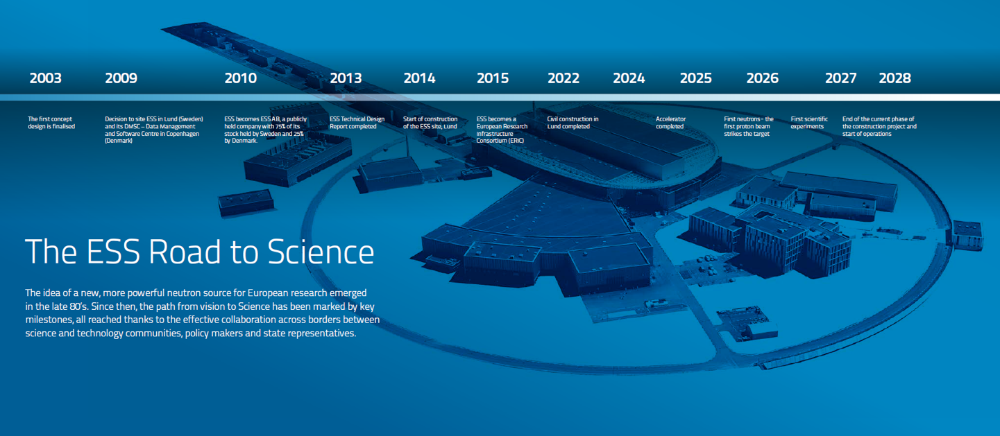 2003 2009 2010 2013 2014 2015 2022 2024 2025 2026 2027 2028
The first concept
design is finalised
Decision to site ESS in Lund (Sweden)
and its DMSC – Data Management
and Software Centre in Copenhagen
(Denmark)
ESS becomes ESS AB, a publicly
held company with 75% of its
stock held by Sweden and 25%
by Denmark.
ESS Technical Design
Report completed
Start of construction
of the ESS site, Lund
ESS becomes a
European Research
Infrastructure
Consortium (ERIC)
Civil construction in
Lund completed
Accelerator
completed
First neutrons– the
first proton beam
strikes the target
First scientific
experiments
End of the current phase of
the construction project and
start of operations
The ESS Road to Science
The idea of a new, more powerful neutron source for European research emerged
in the late 80's. Since then, the path from vision to Science has been marked by key
milestones, all reached thanks to the effective collaboration across borders between
science and technology communities, policy makers and state representatives.